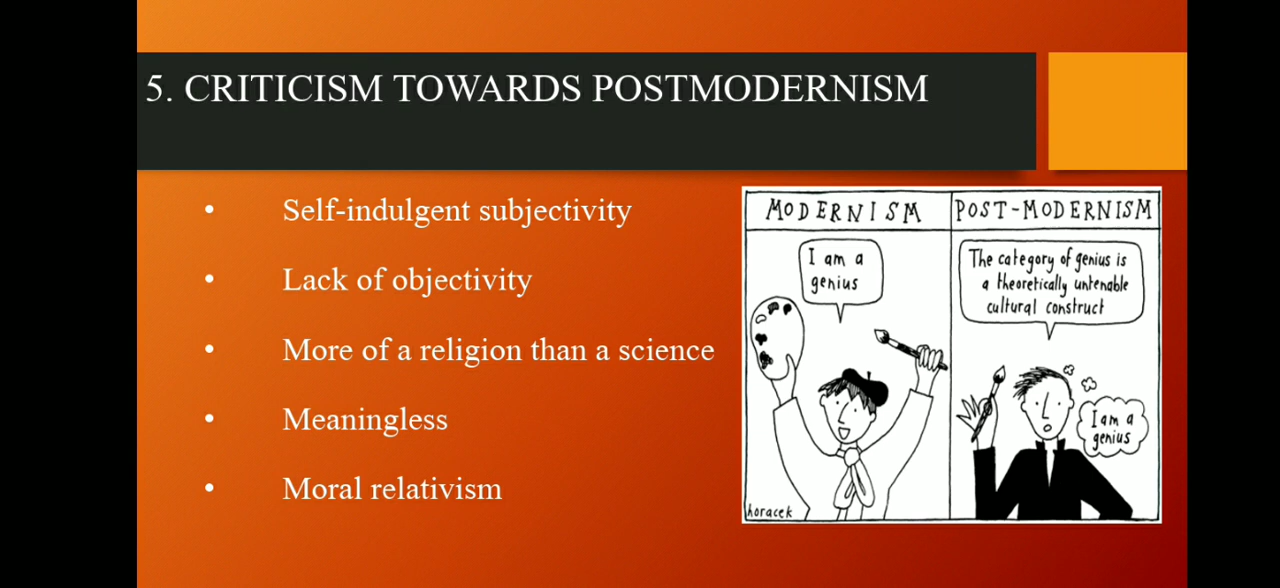 5. CRITICISM TOWARDS POSTMODERNISM
• Self-indulgent subjectivity
• Lack of objectivity
• More of a religion than a science
• Meaningless
• Moral relativism
MODERNISM
I am a
genius
horacek
POST-MODERNISM
The category of genius is
a theoretically untenable
cultural construct
I am a
genius